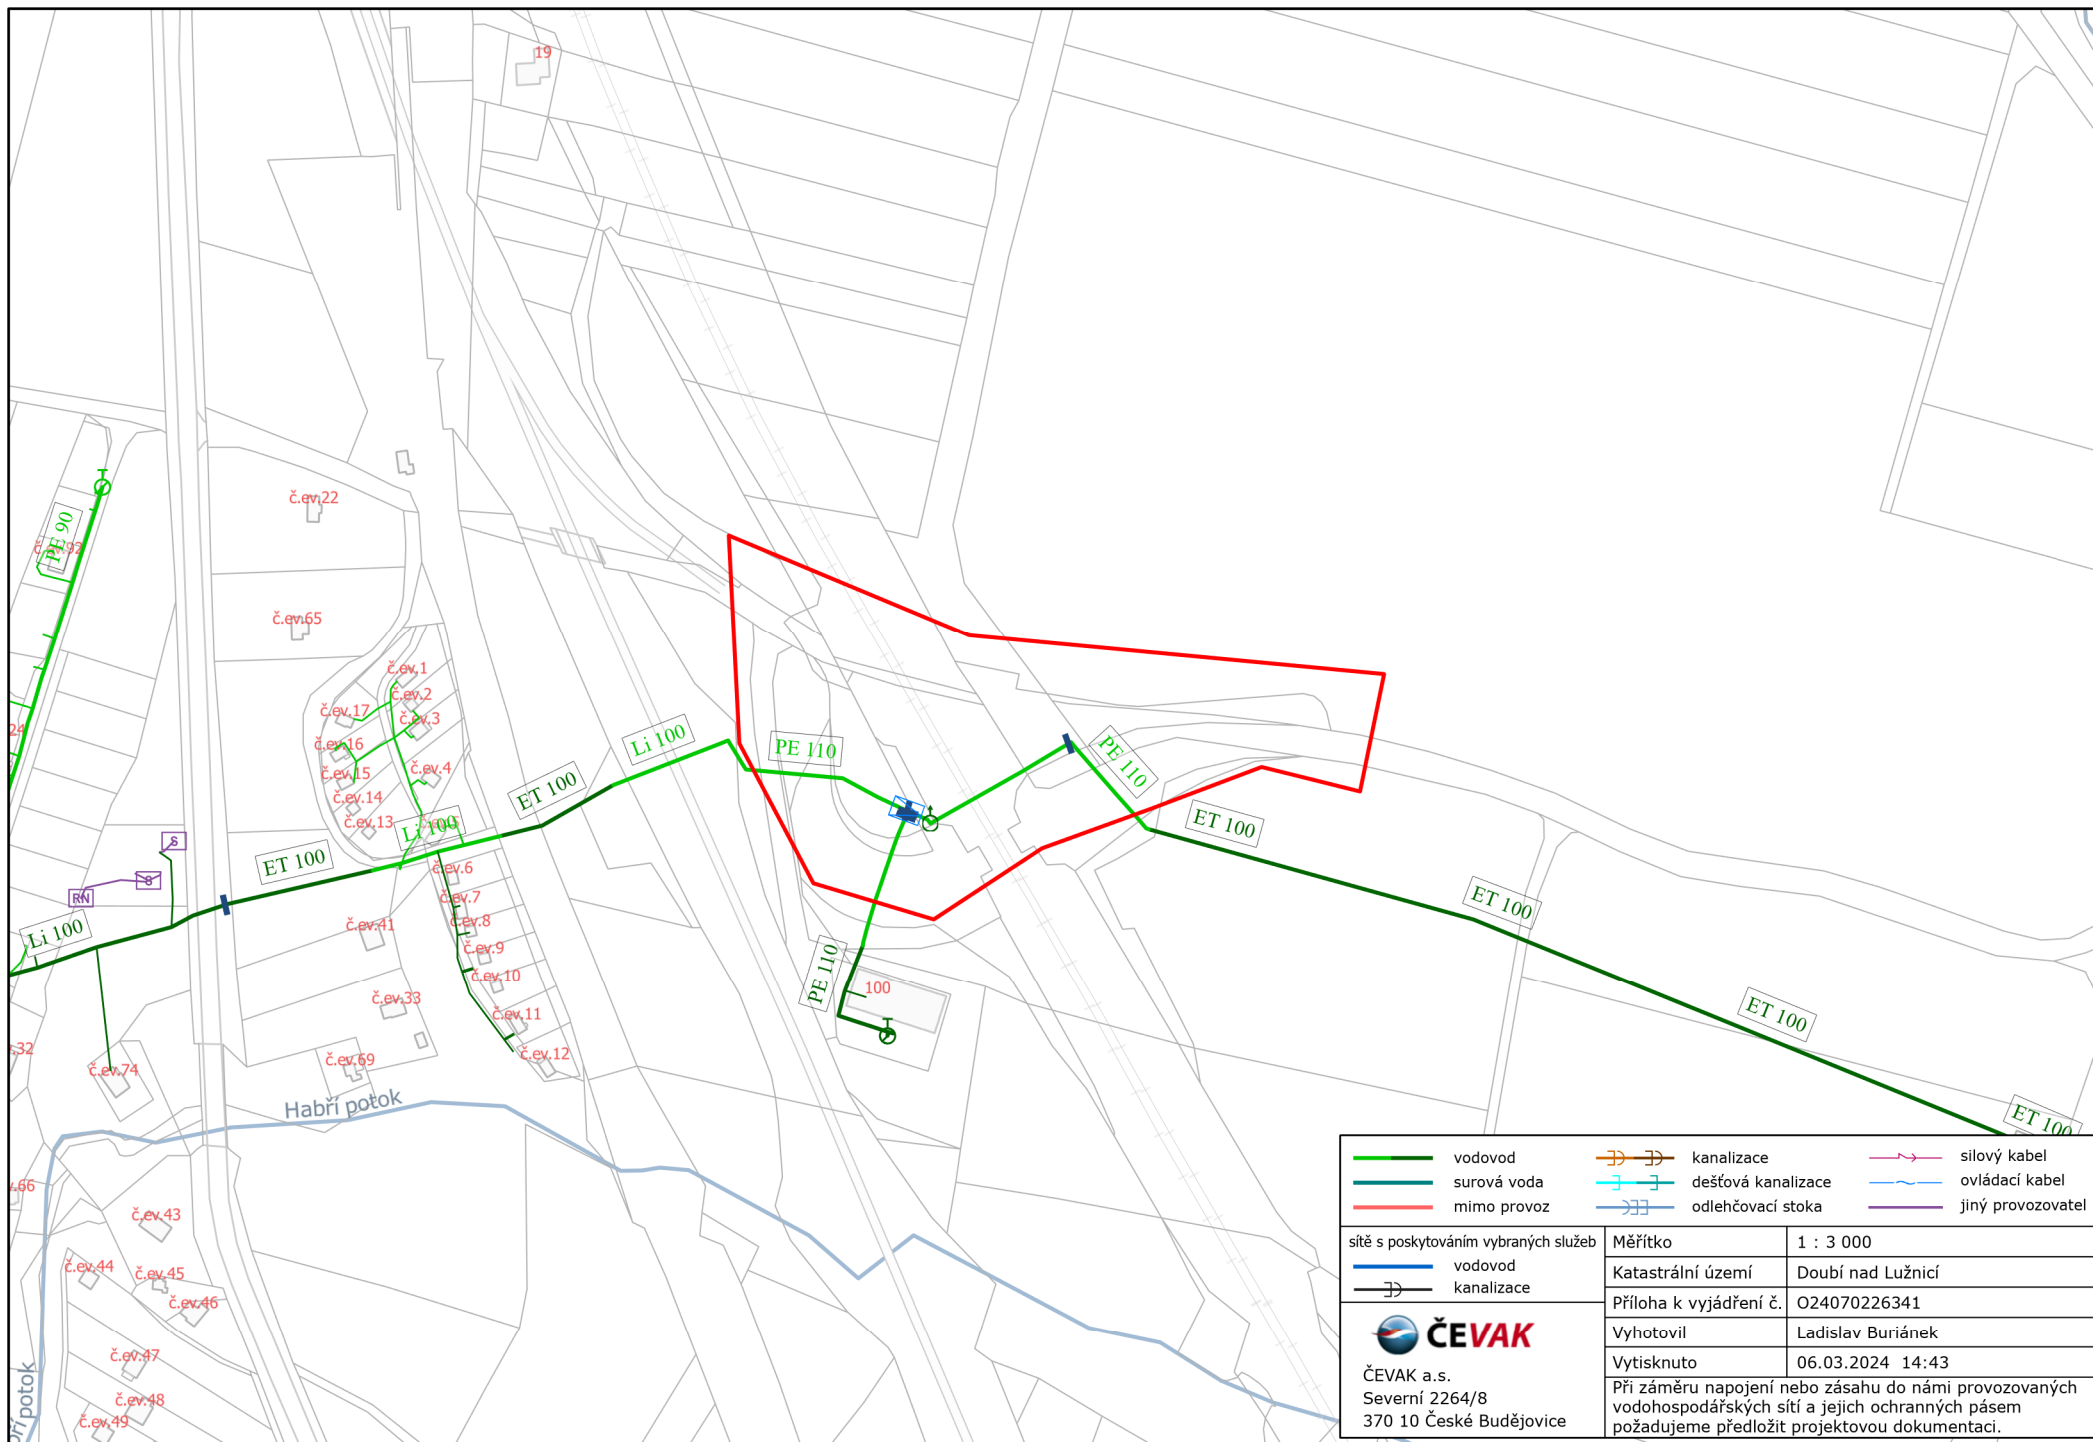 19
č.ev.22
PE 90
č.ev.92
č.ev.65
č.ev.1
č.ev.2
č.ev.17
č.ev.3
24
č.ev.16
Li 100
PE 110
PE 110
č.ev.4
č.ev.15
ET 100
č.ev.14
č.ev.13
Li 100
ET 100
S
ET 100
č.ev.6
S
RN
č.ev.7
ET 100
č.ev.8
č.ev.41
Li 100
č.ev.9
č.ev.10
PE 110
100
č.ev.33
č.ev.11
ET 100
.32
č.ev.12
č.ev.69
č.ev.74
Habří potok
ET 100
.66
č.ev.43
č.ev.44
č.ev.45
č.ev.46
č.ev.47
č.ev.48
č.ev.49
ří potok
vodovod
kanalizace
silový kabel
surová voda
dešťová kanalizace
ovládací kabel
mimo provoz
odlehčovací stoka
jiný provozovatel
sítě s poskytováním vybraných služeb
vodovod
kanalizace
Měřítko 1 : 3 000
Katastrální území Doubí nad Lužnicí
Příloha k vyjádření č. O24070226341
Vyhotovil Ladislav Buriánek
Vytisknuto 06.03.2024 14:43
ČEVAK
ČEVAK a.s.
Severní 2264/8
370 10 České Budějovice
Při záměru napojení nebo zásahu do námi provozovaných
vodohospodářských sítí a jejich ochranných pásem
požadujeme předložit projektovou dokumentaci.